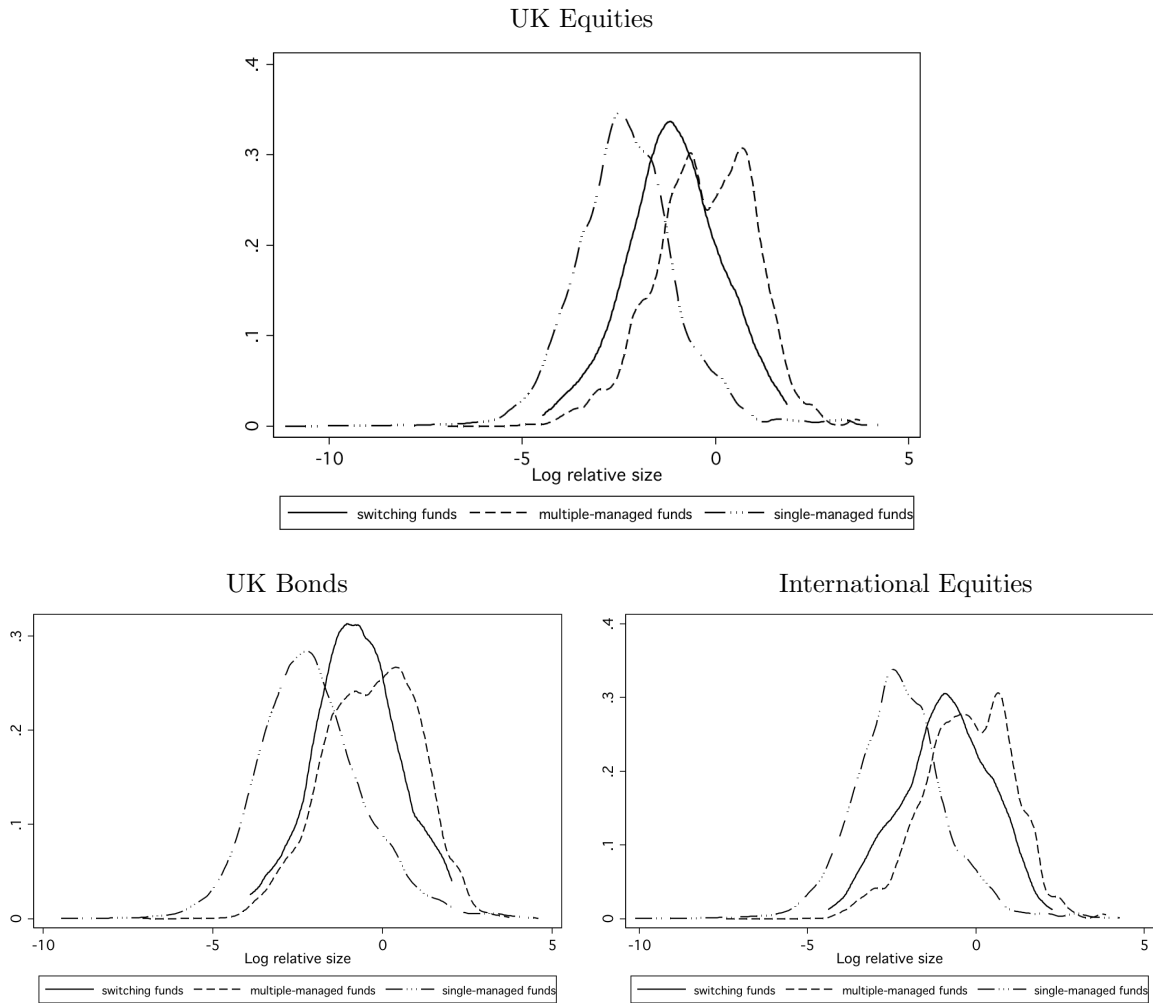 UK Equities
.4
.3
.2
.1
0
-10 -5 0 5
Log relative size
switching funds multiple-managed funds single-managed funds
UK Bonds
.3
.2
.1
0
-10 -5 0 5
Log relative size
switching funds multiple-managed funds single-managed funds
International Equities
.4
.3
.2
.1
0
-10 -5 0 5
Log relative size
switching funds multiple-managed funds single-managed funds